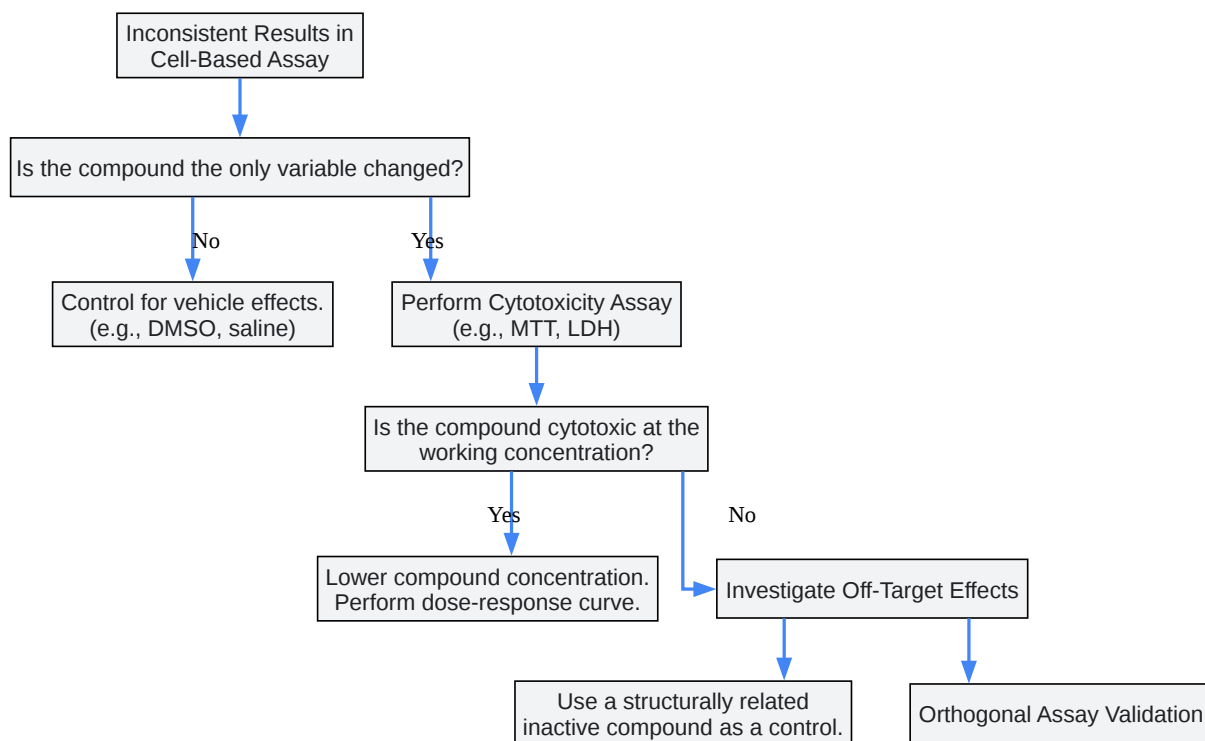 Inconsistent Results in
Cell-Based Assay
Is the compound the only variable changed?
No
Yes
Control for vehicle effects.
(e.g., DMSO, saline)
Perform Cytotoxicity Assay
(e.g., MTT, LDH)
Is the compound cytotoxic at the
working concentration?
Yes
No
Lower compound concentration.
Perform dose-response curve.
Investigate Off-Target Effects
Use a structurally related
inactive compound as a control.
Orthogonal Assay Validation